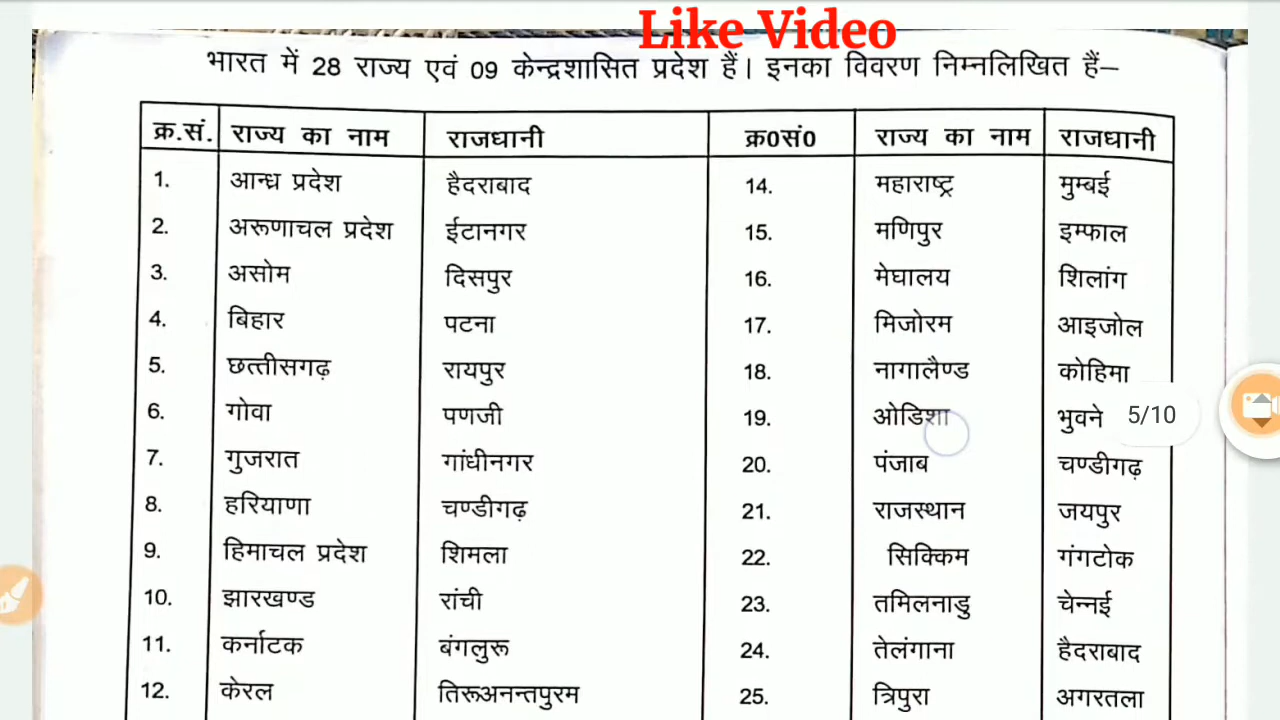 Like Video
भारत में 28 राज्य एवं 09 केन्द्रशासित प्रदेश हैं। इनका विवरण निम्नलिखित हैं–
क्र.सं. राज्य का नाम राजधानी क्र0सं0 राज्य का नाम राजधानी
1. आन्ध्र प्रदेश हैदराबाद 14. महाराष्ट्र मुम्बई
2. अरूणाचल प्रदेश ईटानगर 15. मणिपुर इम्फाल
3. असोम दिसपुर 16. मेघालय शिलांग
4. बिहार पटना 17. मिजोरम आइजोल
5. छत्तीसगढ़ रायपुर 18. नागालैण्ड कोहिमा
6. गोवा पणजी 19. ओडिशा भुवने 5/10
7. गुजरात गांधीनगर 20. पंजाब चण्डीगढ़
8. हरियाणा चण्डीगढ़ 21. राजस्थान जयपुर
9. हिमाचल प्रदेश शिमला 22. सिक्किम गंगटोक
10. झारखण्ड रांची 23. तमिलनाडु चेन्नई
11. कर्नाटक बंगलुरू 24. तेलंगाना हैदराबाद
12. केरल तिरूअनन्तपुरम 25. त्रिपुरा अगरतला